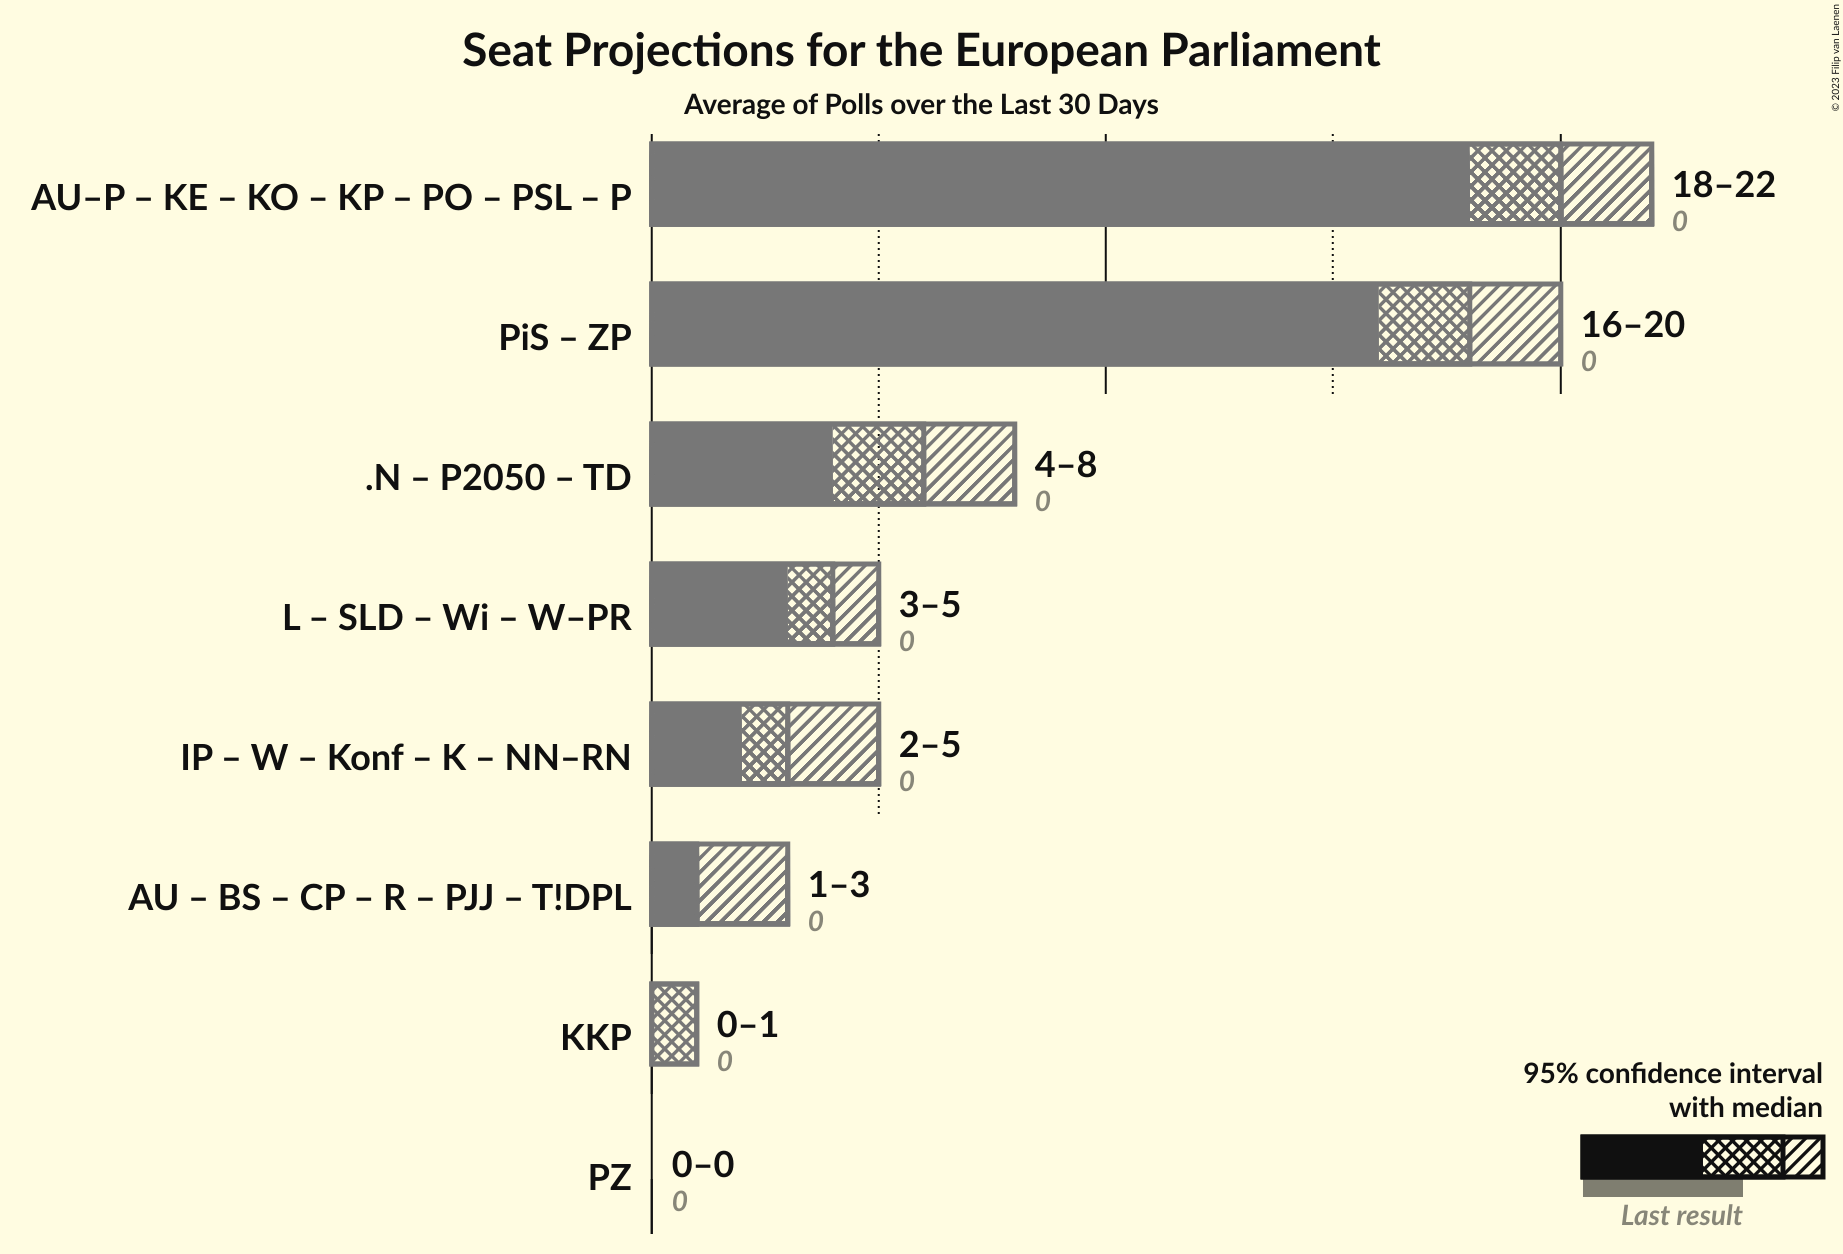 Seat Projections for the European Parliament
Average of Polls over the Last 30 Days
© 2023 Filip van Laenen
AU–P – KE – KO – KP – PO – PSL – P
18–22
0
PiS – ZP
16–20
0
.N – P2050 – TD
4–8
0
L – SLD – Wi – W–PR
3–5
0
IP – W – Konf – K – NN–RN
2–5
0
AU – BS – CP – R – PJJ – T!DPL
1–3
0
KKP
0–1
0
PZ
0–0
0
95% confidence interval
with median
Last result